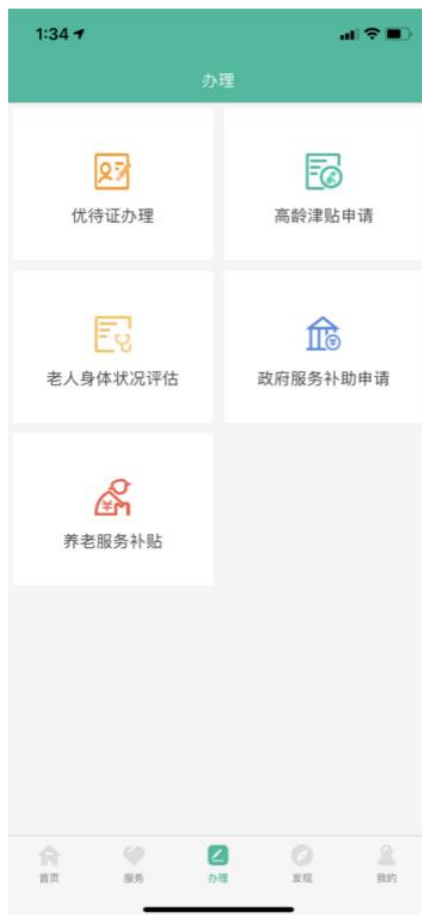 1:34
办理
优待证办理
高龄津贴申请
老人身体状况评估
政府服务补助申请
养老服务补贴
首页
服务
办理
发现
我的